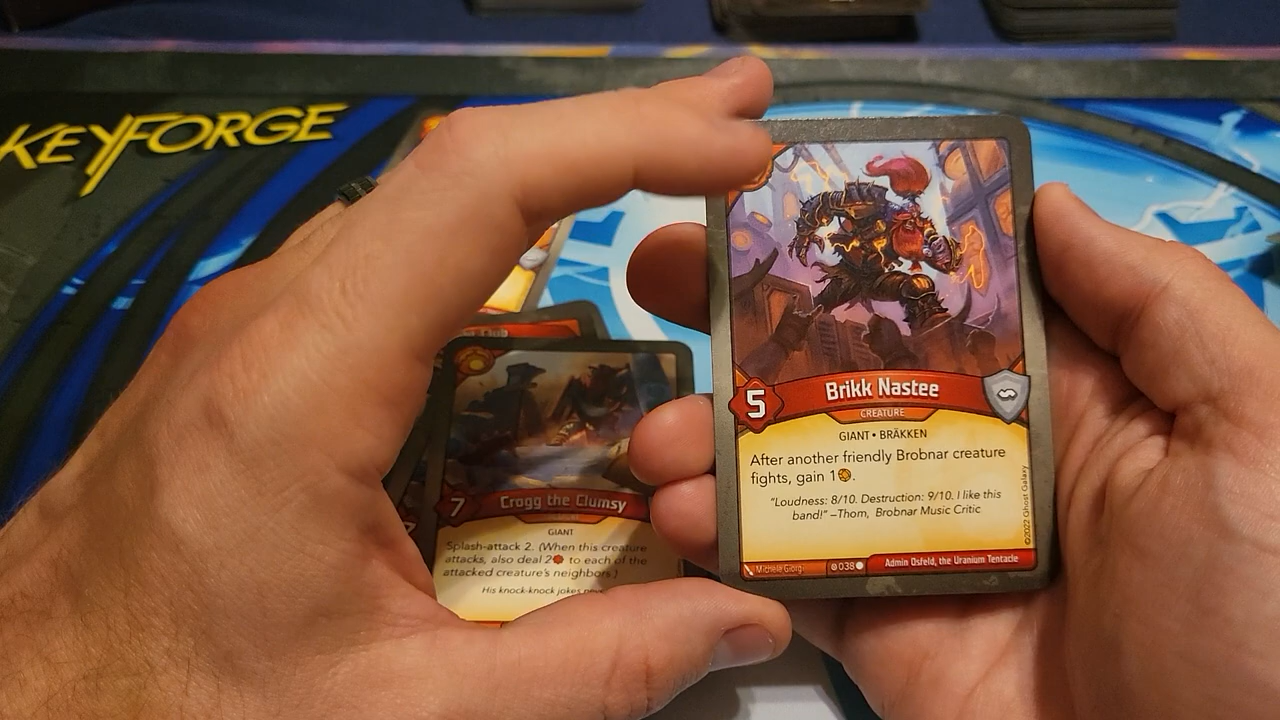 KEYFORGE
Club
5
Brikk Nastee
CREATURE
GIANT • BRÄKKEN
After another friendly Brobnar creature
fights, gain 1.
"Loudness: 8/10. Destruction: 9/10. I like this
band!" –Thom, Brobnar Music Critic
©2022 Ghost Galaxy
Michele Giorgi
038
Admin Osfeld, the Uranium Tentacle
7
Cragg the Clumsy
GIANT
Splash-attack 2. (When this creature
attacks, also deal 2 to each of the
attacked creature's neighbors.)
His knock-knock jokes